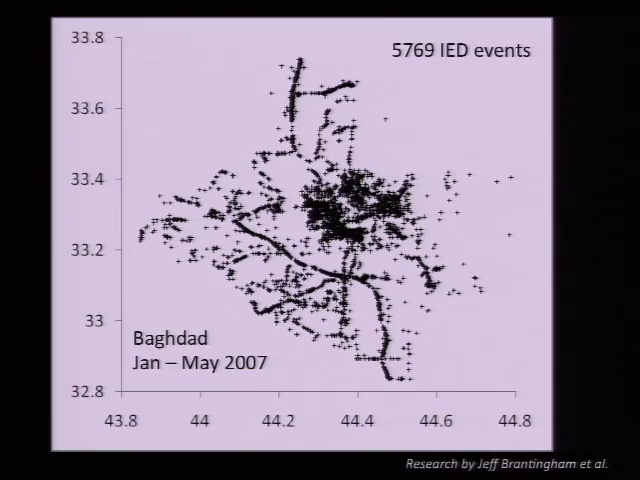 33.8
5769 IED events
33.6
33.4
33.2
33
Baghdad
Jan – May 2007
32.8
43.8 44 44.2 44.4 44.6 44.8
Research by Jeff Brantingham et al.